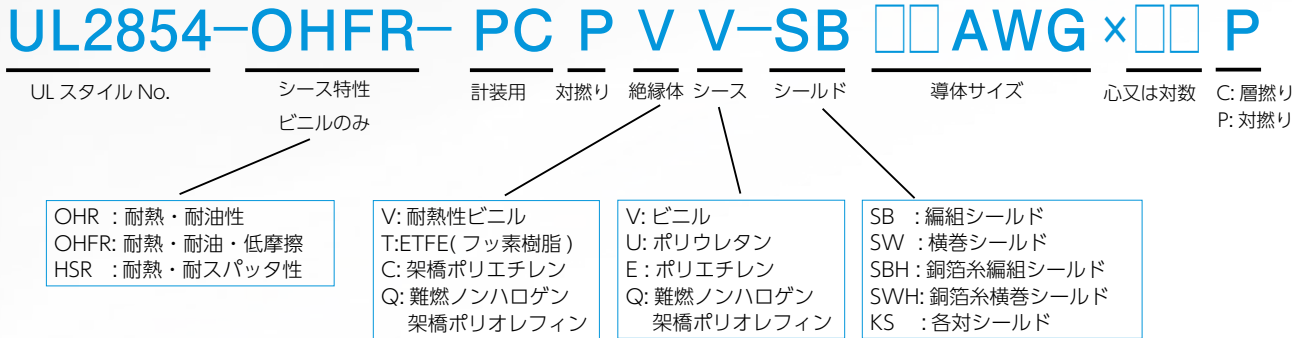 UL2854-OHFR- PC P V V-SB □□ AWG ×□□ P
UL スタイル No. シース特性 計装用 対撚り 絶縁体 シース シールド 導体サイズ 心又は対数 C: 層撚り
ビニルのみ P: 対撚り
OHR : 耐熱・耐油性
OHFR: 耐熱・耐油・低摩擦
HSR : 耐熱・耐スパッタ性
V: 耐熱性ビニル
T:ETFE( フッ素樹脂 )
C: 架橋ポリエチレン
Q: 難燃ノンハロゲン
架橋ポリオレフィン
V: ビニル
U: ポリウレタン
E : ポリエチレン
Q: 難燃ノンハロゲン
架橋ポリオレフィン
SB : 編組シールド
SW : 横巻シールド
SBH: 銅箔糸編組シールド
SWH: 銅箔糸横巻シールド
KS : 各対シールド